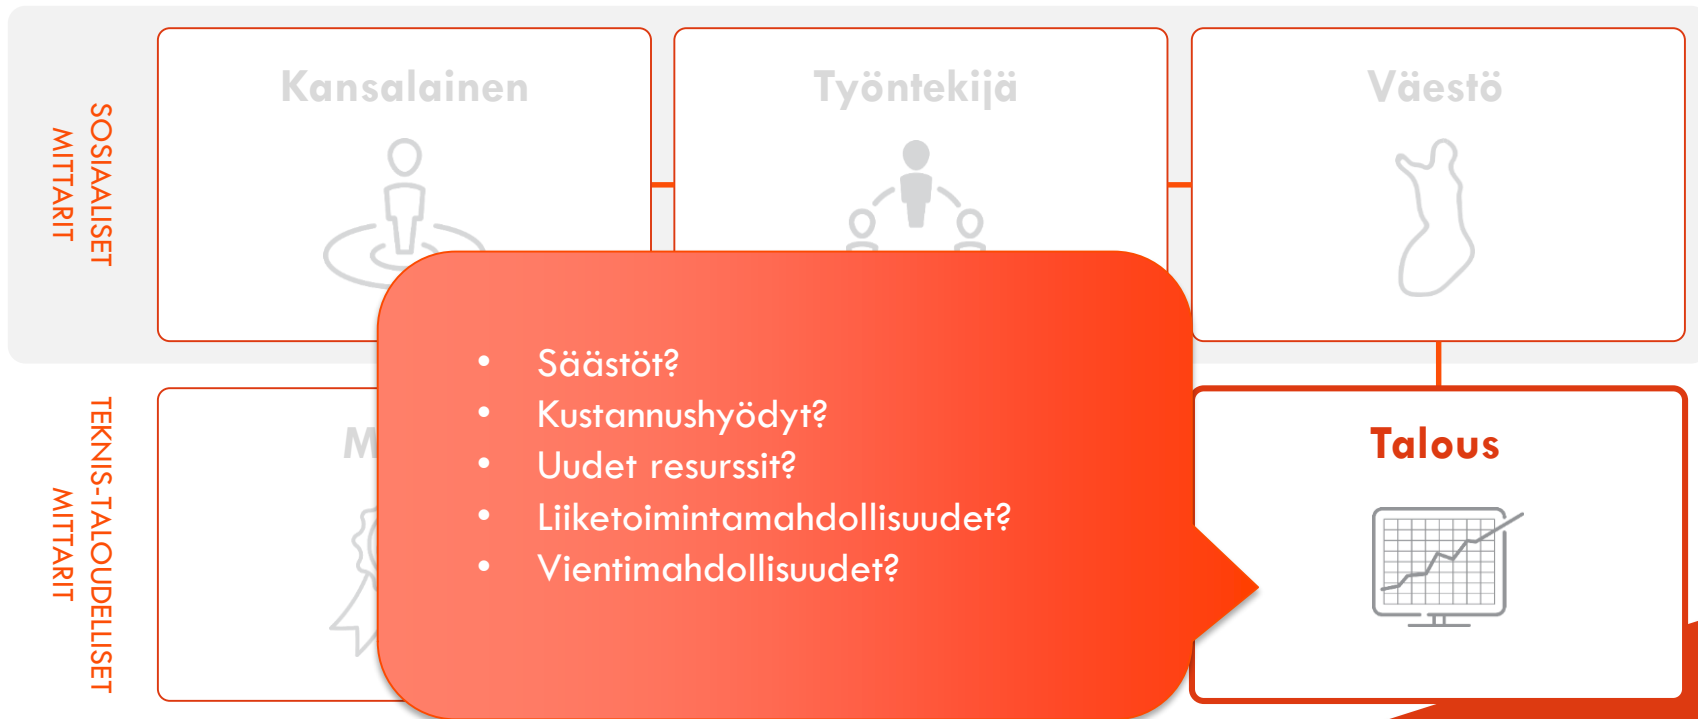 SOSIAALISET
MITTARIT
Kansalainen
Työntekijä
Väestö
TEKNIS-TALOUDELLISET
MITTARIT
• Säästöt?
• Kustannushyödyt?
• Uudet resurssit?
• Liiketoimintamahdollisuudet?
• Vientimahdollisuudet?
Talous